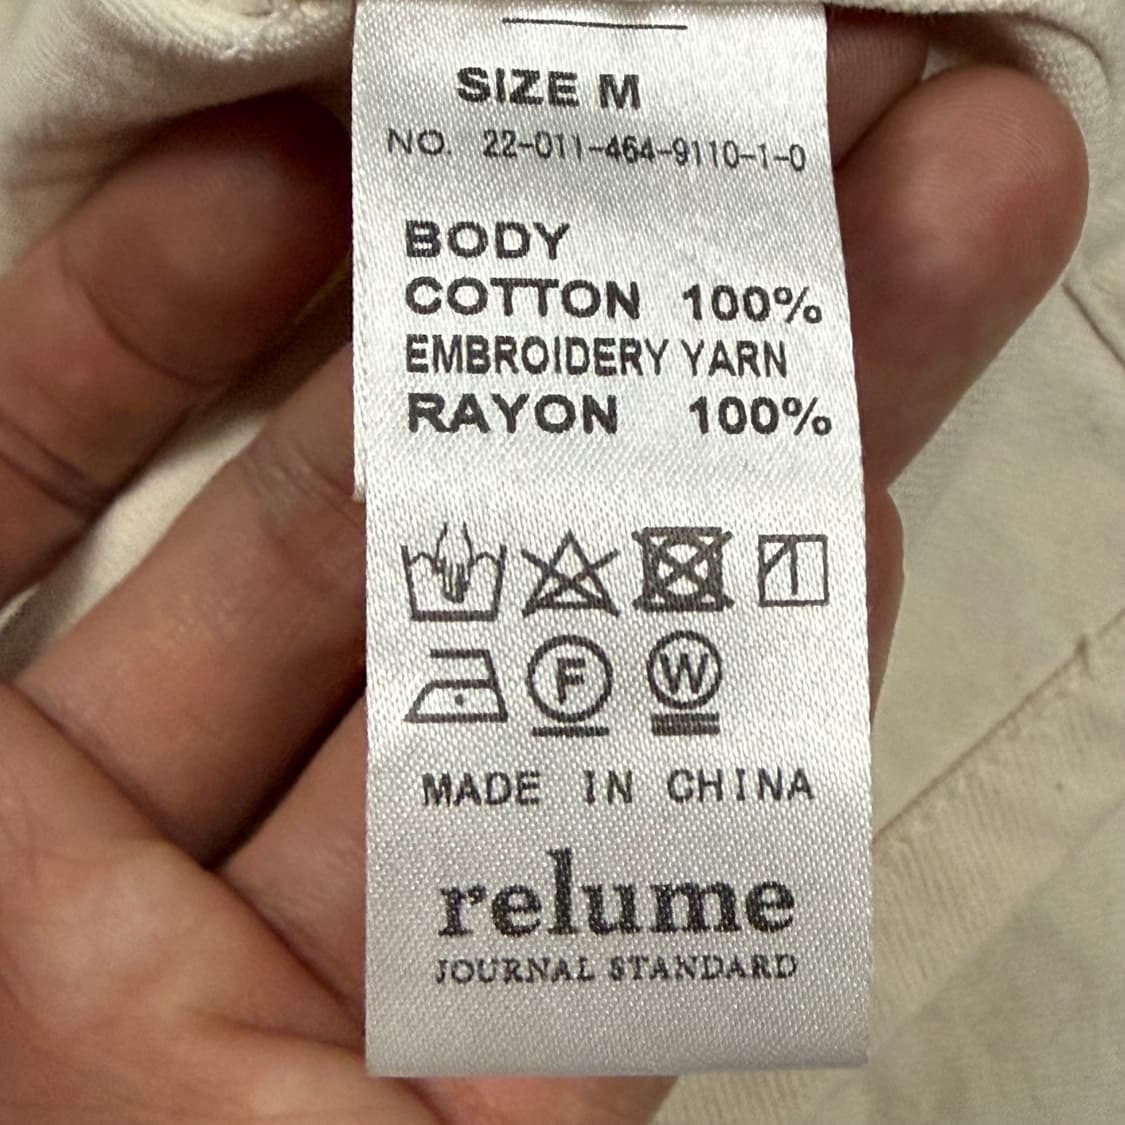 SIZE M
NO. 22-011-464-9110-1-0
BODY
COTTON 100%
EMBROIDERY YARN
RAYON 100%
F W
MADE IN CHINA
relume
JOURNAL STANDARD